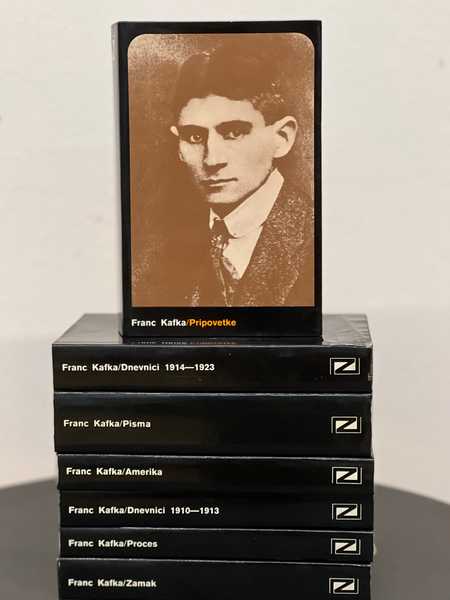 Franc Kafka/Pripovetke
Franc Kafka/Dnevnici 1914—1923
Franc Kafka/Pisma
Franc Kafka/Amerika
Franc Kafka/Dnevnici 1910—1913
Franc Kafka/Proces
Franc Kafka/Zamak